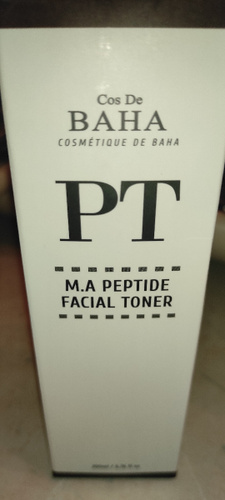 Cos De
BAHA
COSMÉTIQUE DE BAHA
PT
M.A PEPTIDE
FACIAL TONER